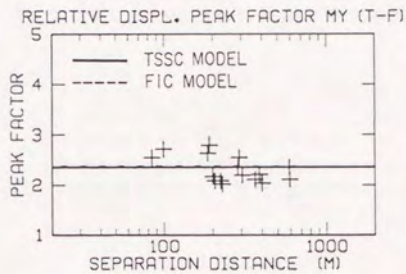 RELATIVE DISPL. PEAK FACTOR MY (T-F)
5
TSSC MODEL
FIC MODEL
4
3
2
1
PEAK FACTOR
100
1000
SEPARATION DISTANCE (M)